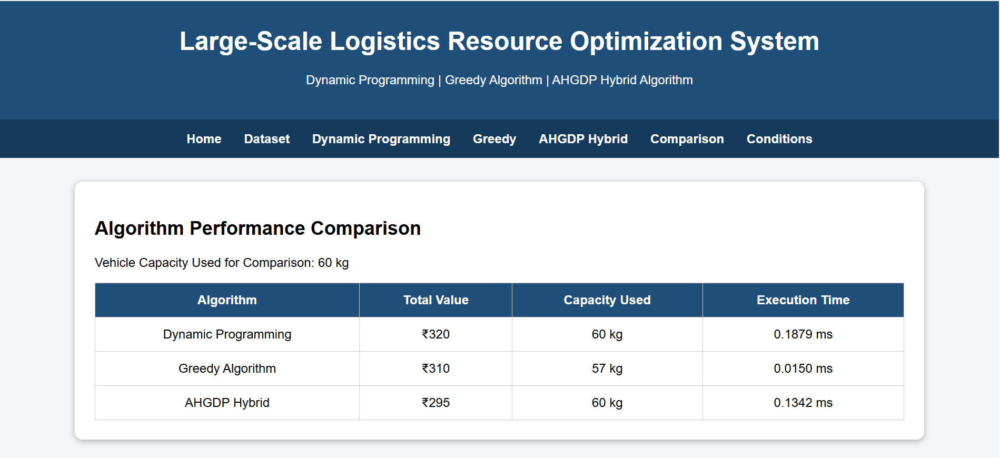 Large-Scale Logistics Resource Optimization System
Dynamic Programming | Greedy Algorithm | AHGDP Hybrid Algorithm
Home Dataset Dynamic Programming Greedy AHGDP Hybrid Comparison Conditions
Algorithm Performance Comparison
Vehicle Capacity Used for Comparison: 60 kg
Algorithm Total Value Capacity Used Execution Time
Dynamic Programming ₹320 60 kg 0.1879 ms
Greedy Algorithm ₹310 57 kg 0.0150 ms
AHGDP Hybrid ₹295 60 kg 0.1342 ms